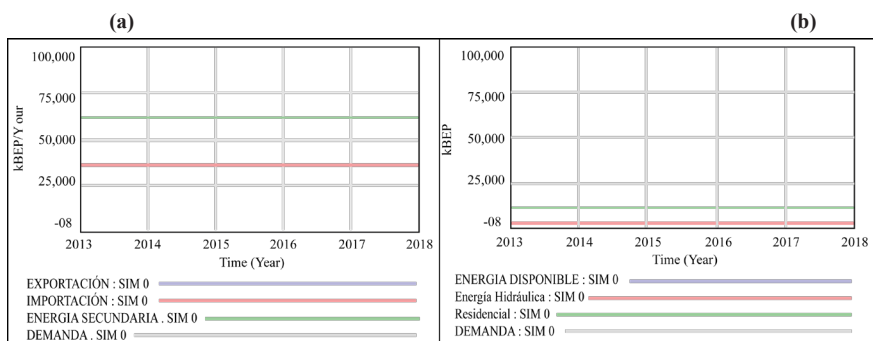 (a)
(b)
100,000
75,000
50,000
25,000
-08
kBEP/Y our
2013 2014 2015 2016 2017 2018
Time (Year)
EXPORTACIÓN : SIM 0
IMPORTACIÓN : SIM 0
ENERGIA SECUNDARIA . SIM 0
DEMANDA . SIM 0
100,000
75,000
50,000
25,000
-08
kBEP
2013 2014 2015 2016 2017 2018
Time (Year)
ENERGIA DISPONIBLE : SIM 0
Energía Hidráulica : SIM 0
Residencial : SIM 0
DEMANDA : SIM 0